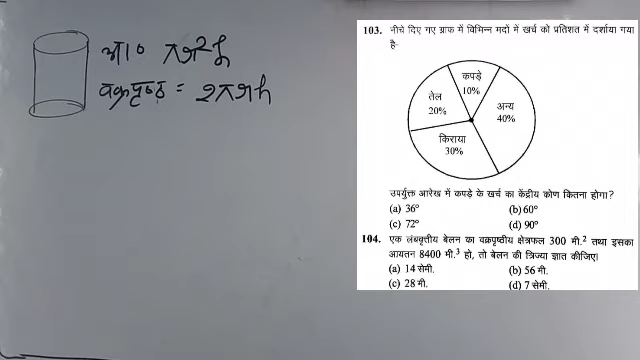 आ० πr²h
वक्रपृष्ठ = 2πrh
103. नीचे दिए गए ग्राफ में विभिन्न मदों में खर्च को प्रतिशत में दर्शाया गया
है-
कपड़े
10%
तेल
20%
अन्य
40%
किराया
30%
उपर्युक्त आरेख में कपड़े के खर्च का केंद्रीय कोण कितना होगा?
(a) 36° (b) 60°
(c) 72° (d) 90°
104. एक लंबवृत्तीय बेलन का वक्रपृष्ठीय क्षेत्रफल 300 मी.² तथा इसका
आयतन 8400 मी.³ हो, तो बेलन की त्रिज्या ज्ञात कीजिए।
(a) 14 सेमी. (b) 56 मी.
(c) 28 मी. (d) 7 सेमी.